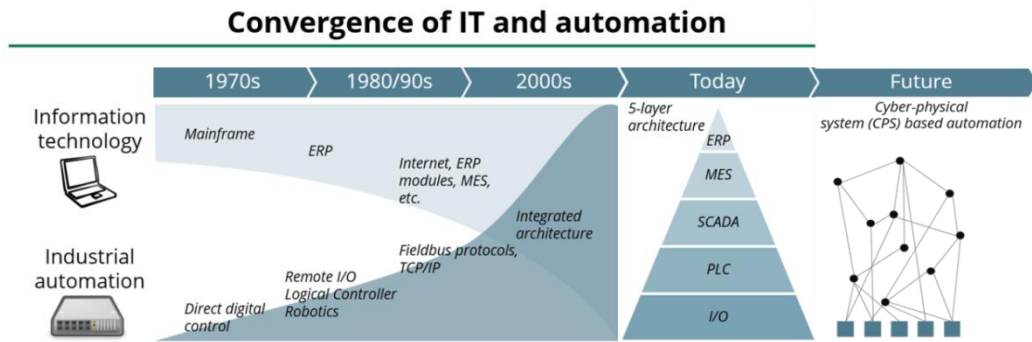 Convergence of IT and automation
1970s
1980/90s
2000s
Today
Future
Information
technology
Mainframe
ERP
Internet, ERP
modules, MES,
etc.
Integrated
architecture
Industrial
automation
Direct digital
control
Remote I/O
Logical Controller
Robotics
Fieldbus protocols,
TCP/IP
5-layer
architecture
ERP
MES
SCADA
PLC
I/O
Cyber-physical
system (CPS) based automation